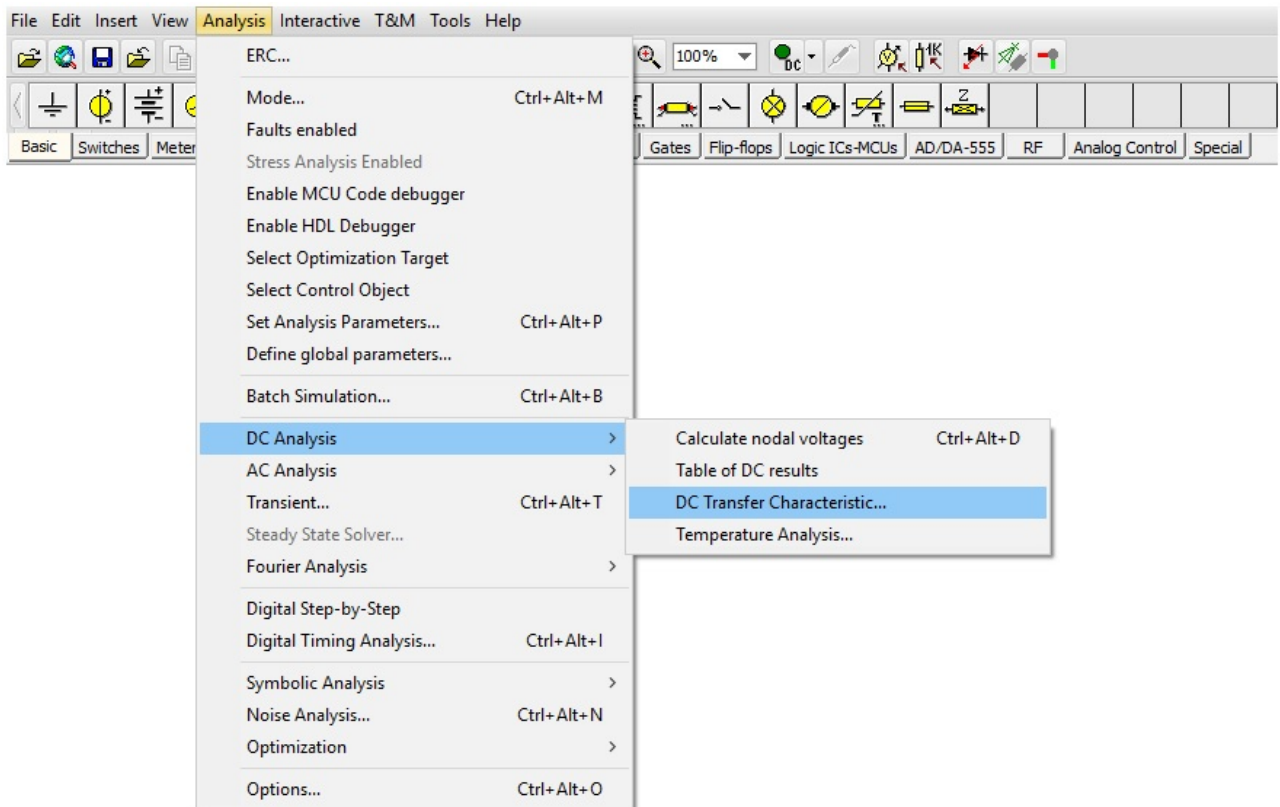 File Edit Insert View Analysis Interactive T&M Tools Help
100%
DC
1K
T
Z
Basic Switches Meter Gates Flip-flops Logic ICs-MCUs AD/DA-555 RF Analog Control Special
ERC...
Mode... Ctrl+Alt+M
Faults enabled
Stress Analysis Enabled
Enable MCU Code debugger
Enable HDL Debugger
Select Optimization Target
Select Control Object
Set Analysis Parameters... Ctrl+Alt+P
Define global parameters...
Batch Simulation... Ctrl+Alt+B
DC Analysis >
AC Analysis >
Transient... Ctrl+Alt+T
Steady State Solver...
Fourier Analysis >
Digital Step-by-Step
Digital Timing Analysis... Ctrl+Alt+I
Symbolic Analysis >
Noise Analysis... Ctrl+Alt+N
Optimization >
Options... Ctrl+Alt+O
Calculate nodal voltages Ctrl+Alt+D
Table of DC results
DC Transfer Characteristic...
Temperature Analysis...